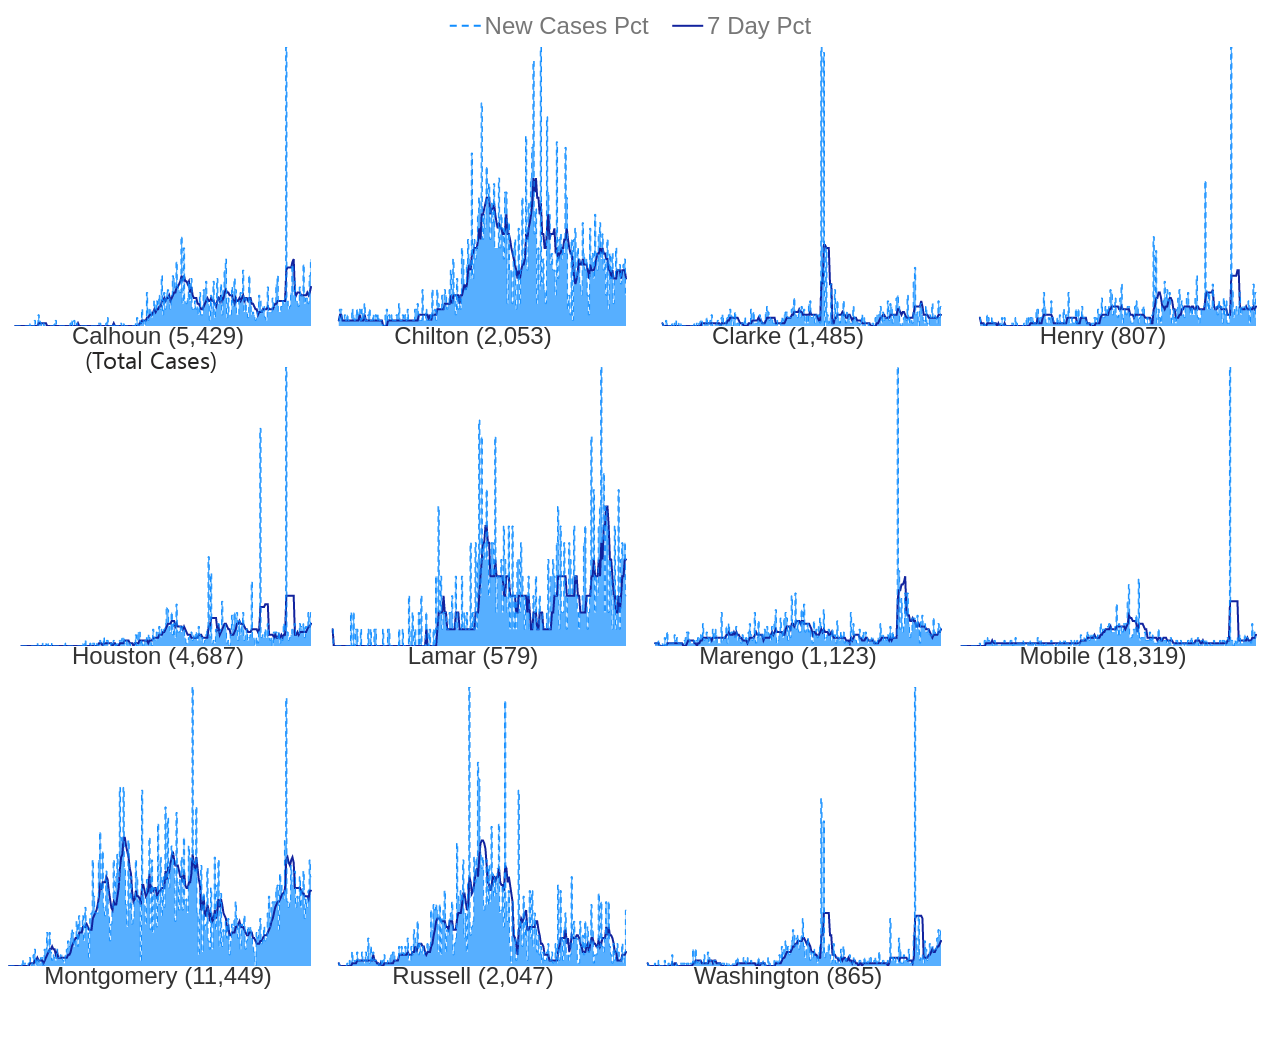 New Cases Pct 7 Day Pct
Calhoun (5,429) Chilton (2,053) Clarke (1,485) Henry (807)
(Total Cases)
Houston (4,687) Lamar (579) Marengo (1,123) Mobile (18,319)
Montgomery (11,449) Russell (2,047) Washington (865)